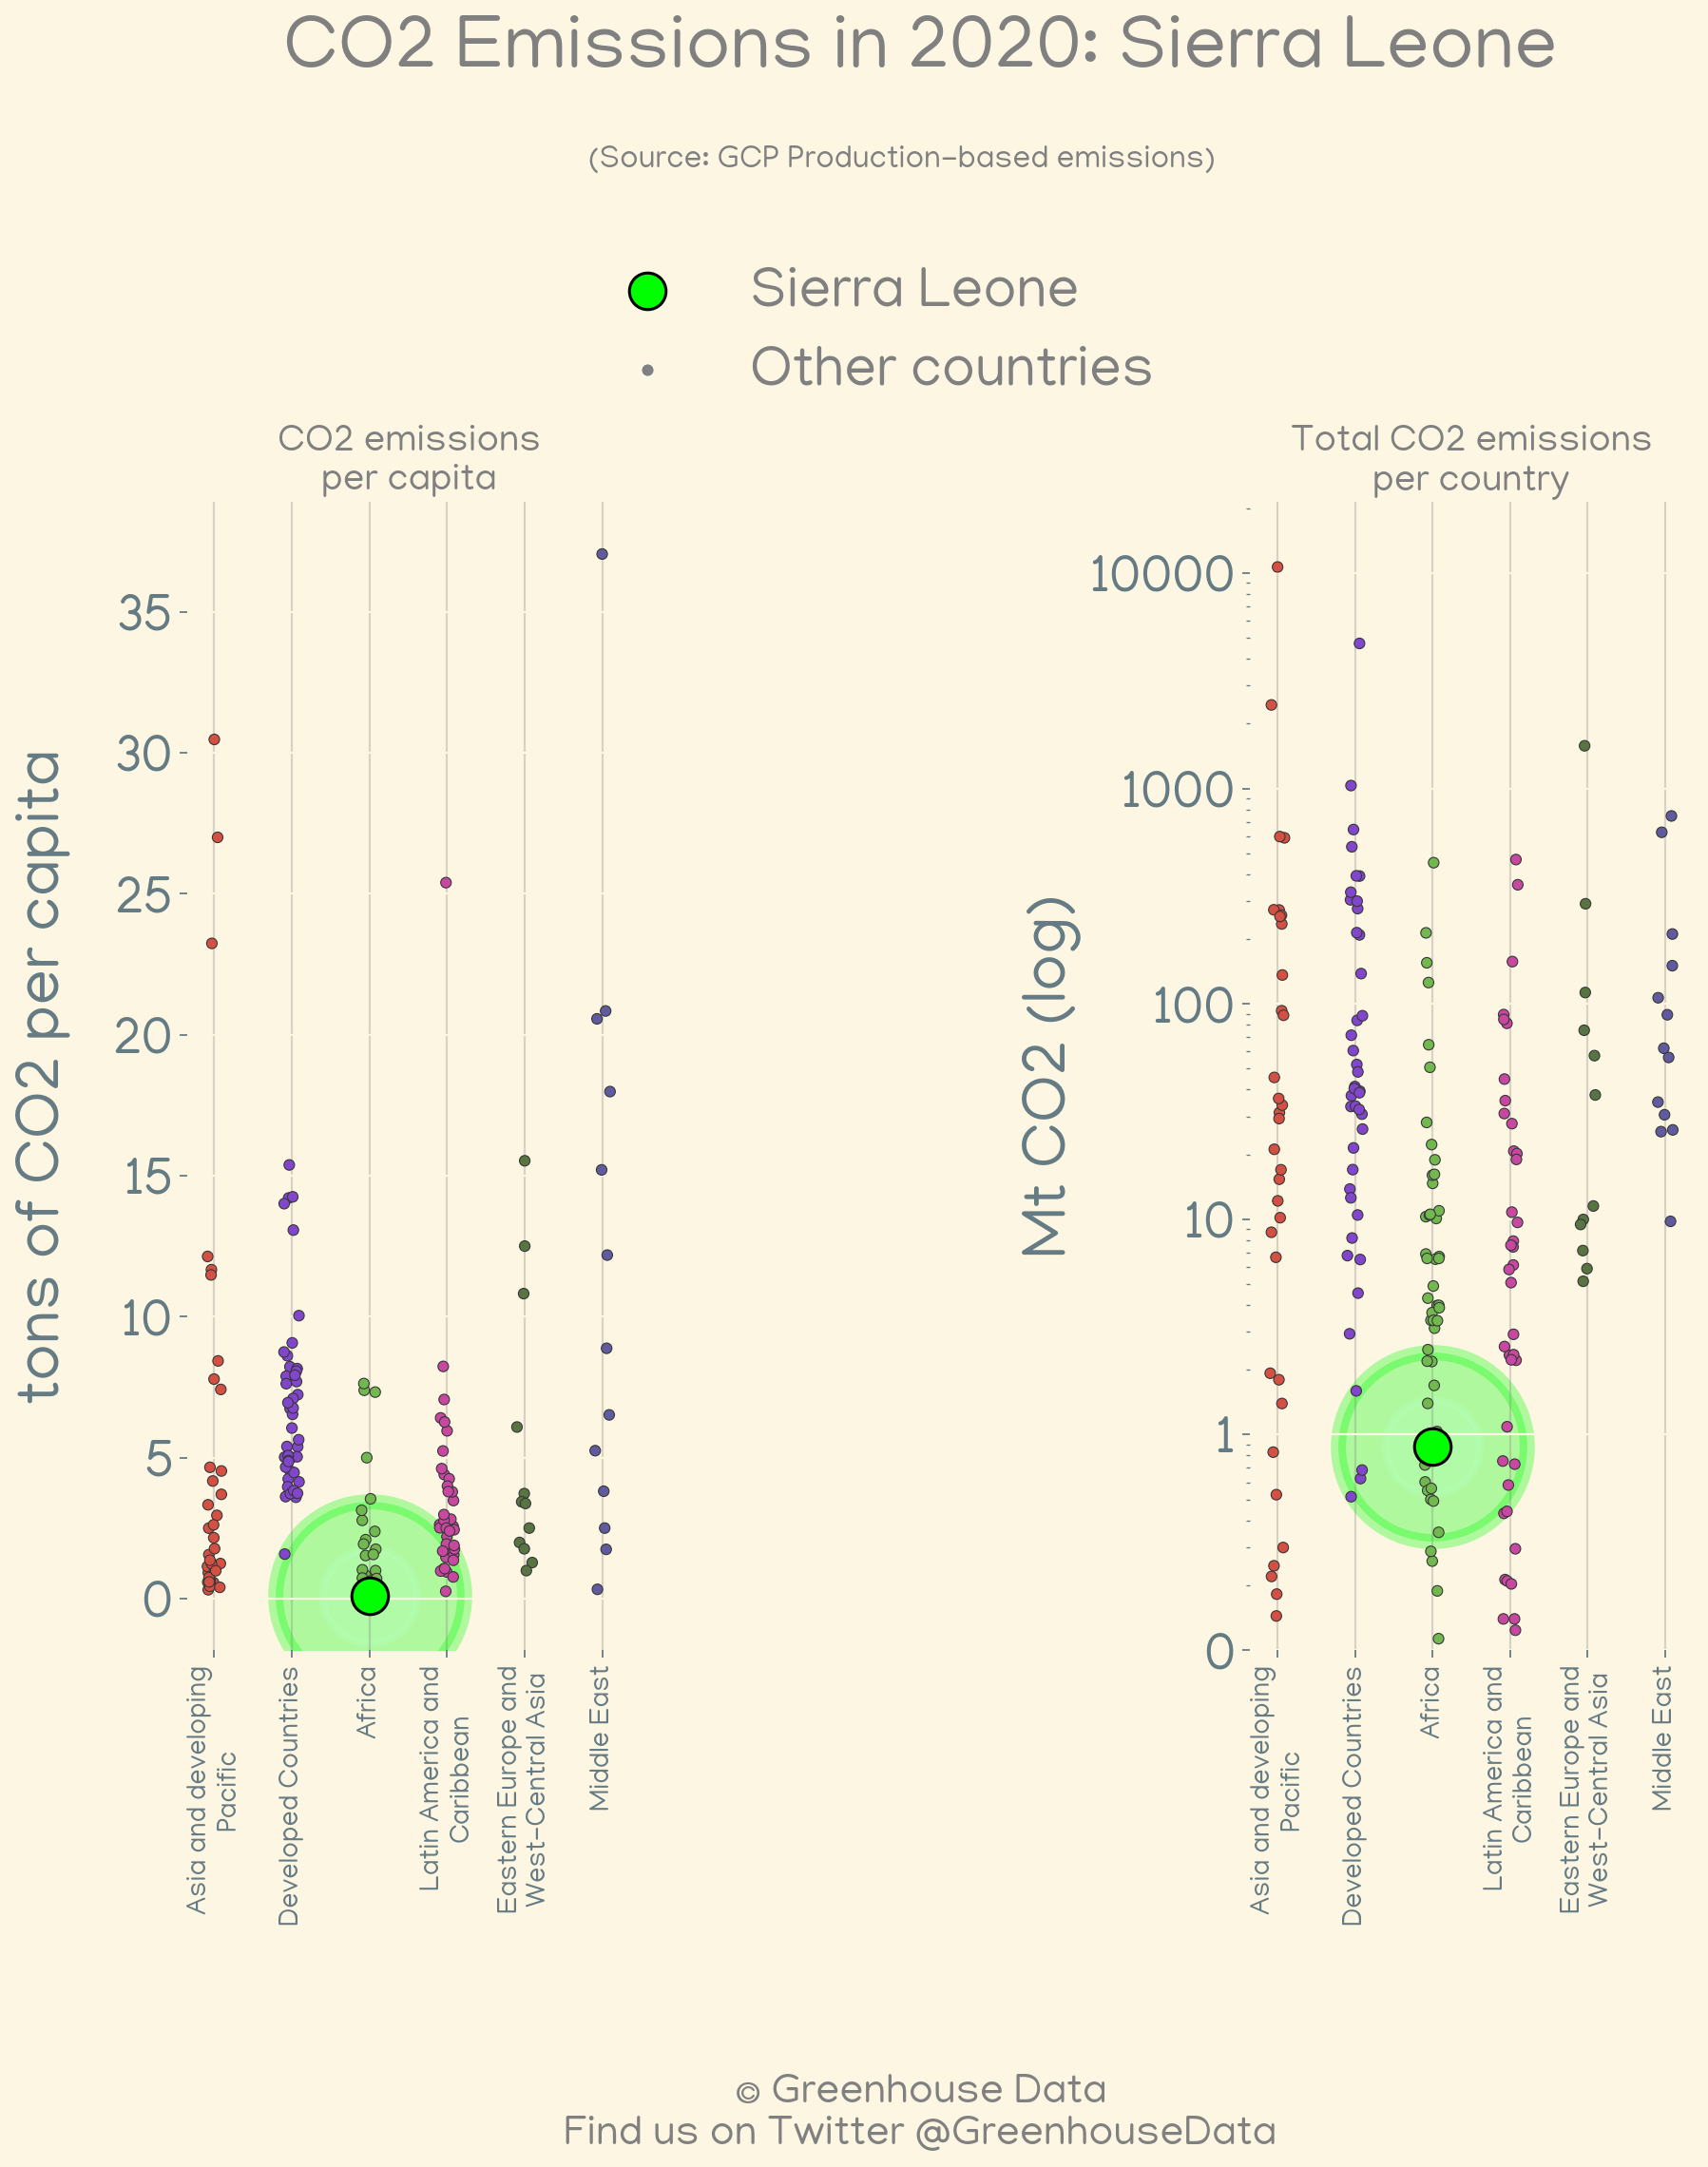 CO2 Emissions in 2020: Sierra Leone
(Source: GCP Production-based emissions)
Sierra Leone
Other countries
CO2 emissions
per capita
tons of CO2 per capita
35
30
25
20
15
10
5
0
Asia and developing
Pacific
Developed Countries
Africa
Latin America and
Caribbean
Eastern Europe and
West-Central Asia
Middle East
Total CO2 emissions
per country
Mt CO2 (log)
10000
1000
100
10
1
0
Asia and developing
Pacific
Developed Countries
Africa
Latin America and
Caribbean
Eastern Europe and
West-Central Asia
Middle East
© Greenhouse Data
Find us on Twitter @GreenhouseData